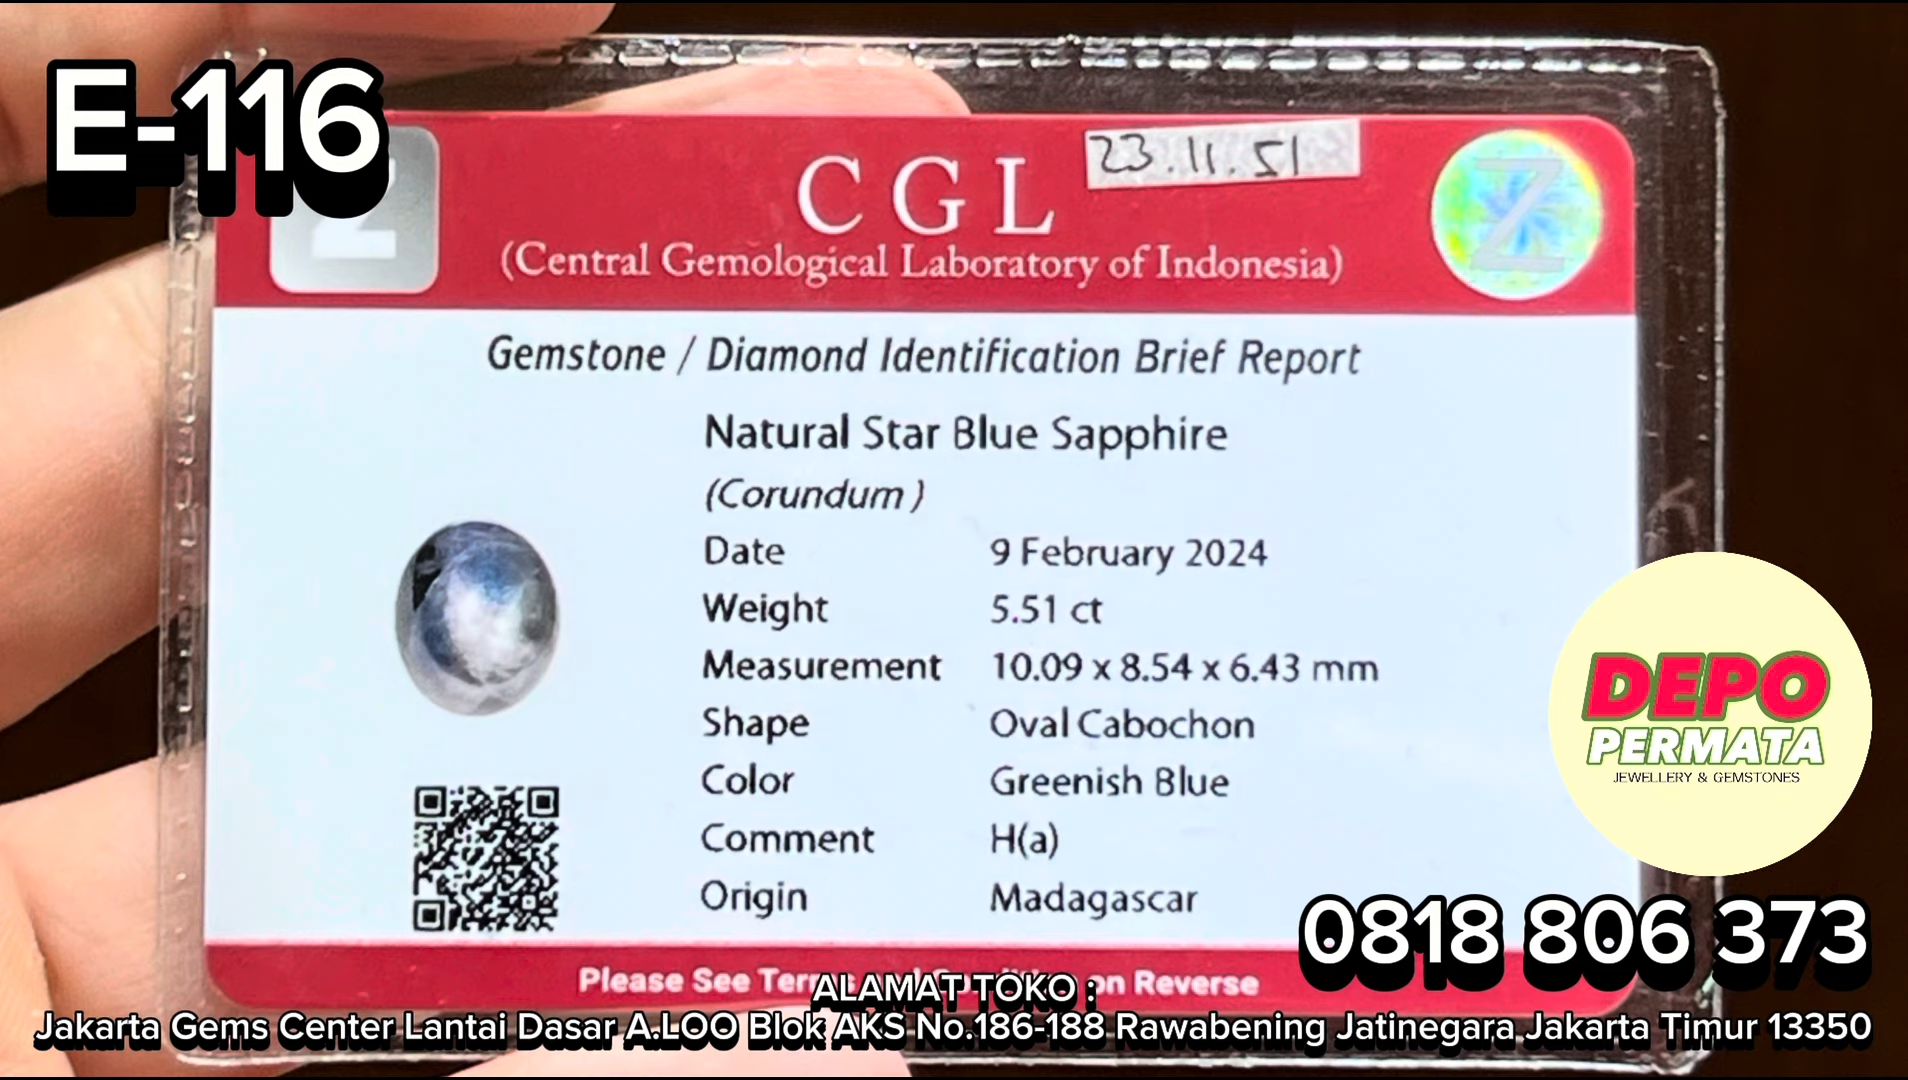 E-116
23.11.51
CGL
(Central Gemological Laboratory of Indonesia)
Z
Gemstone / Diamond Identification Brief Report
Natural Star Blue Sapphire
(Corundum )
Date 9 February 2024
Weight 5.51 ct
Measurement 10.09 x 8.54 x 6.43 mm
Shape Oval Cabochon
Color Greenish Blue
Comment H(a)
Origin Madagascar
DEPO
PERMATA
JEWELLERY & GEMSTONES
0818 806 373
Please See on Reverse
ALAMAT TOKO :
Jakarta Gems Center Lantai Dasar A.LOO Blok AKS No.186-188 Rawabening Jatinegara Jakarta Timur 13350